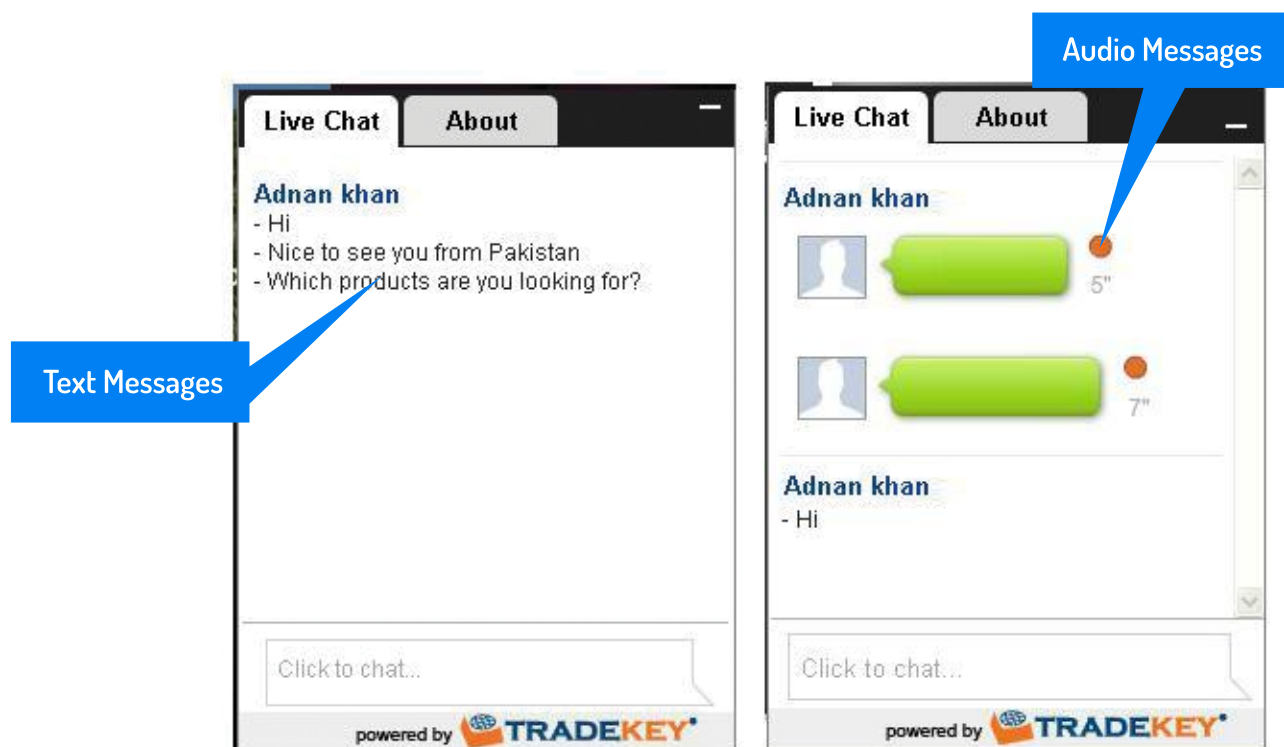 Audio Messages
Live Chat About
Adnan khan
- Hi
- Nice to see you from Pakistan
- Which products are you looking for?
Text Messages
Click to chat...
powered by TRADEKEY
Live Chat About
Adnan khan
5"
7"
Adnan khan
- Hi
Click to chat...
powered by TRADEKEY